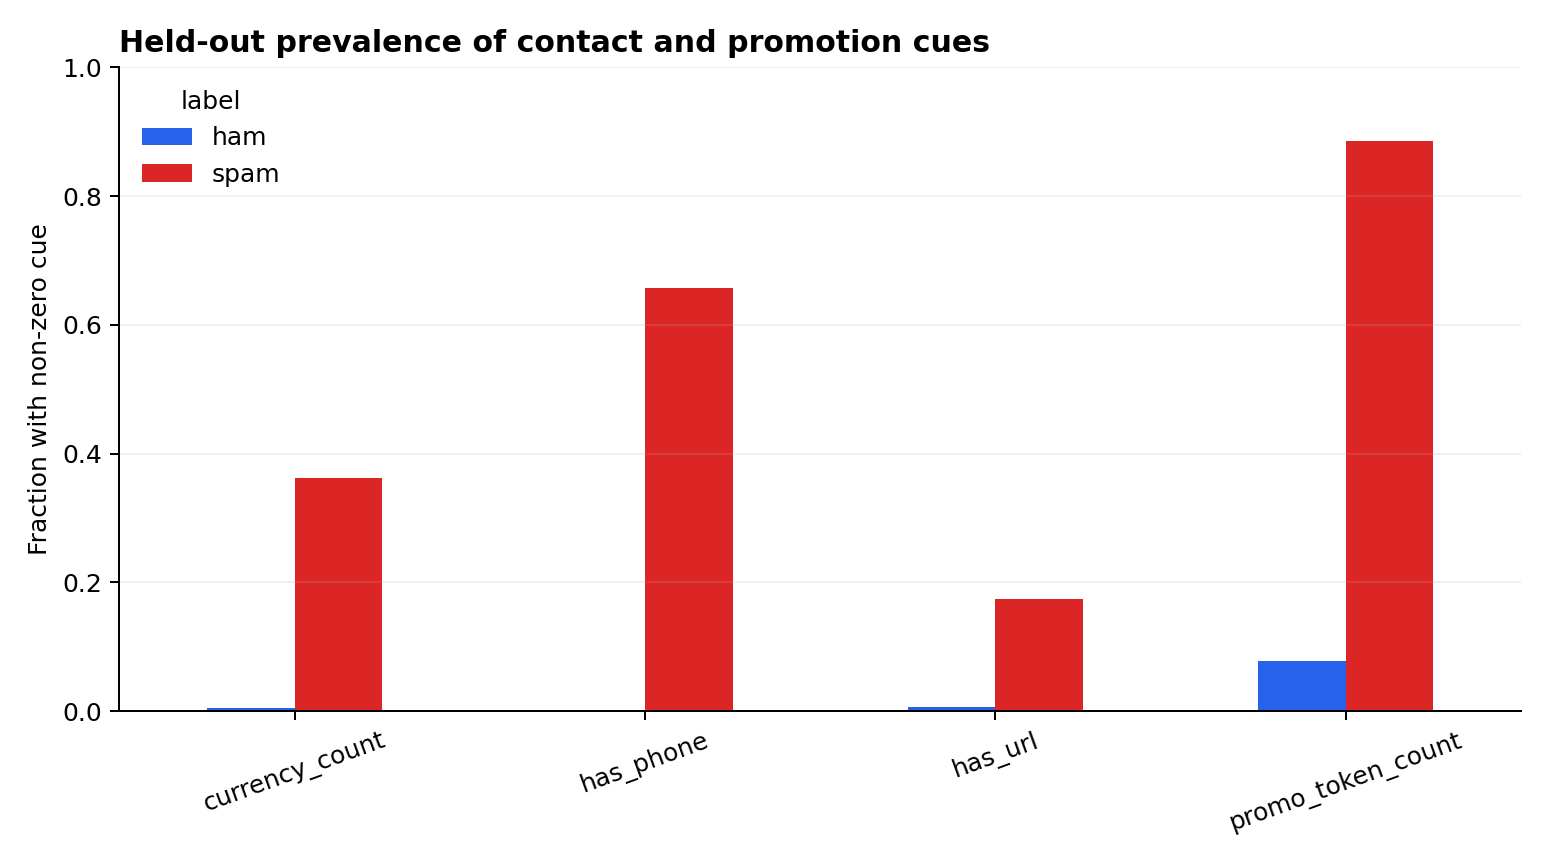 Held-out prevalence of contact and promotion cues
label
ham
spam
Fraction with non-zero cue
1.0
0.8
0.6
0.4
0.2
0.0
currency_count
has_phone
has_url
promo_token_count